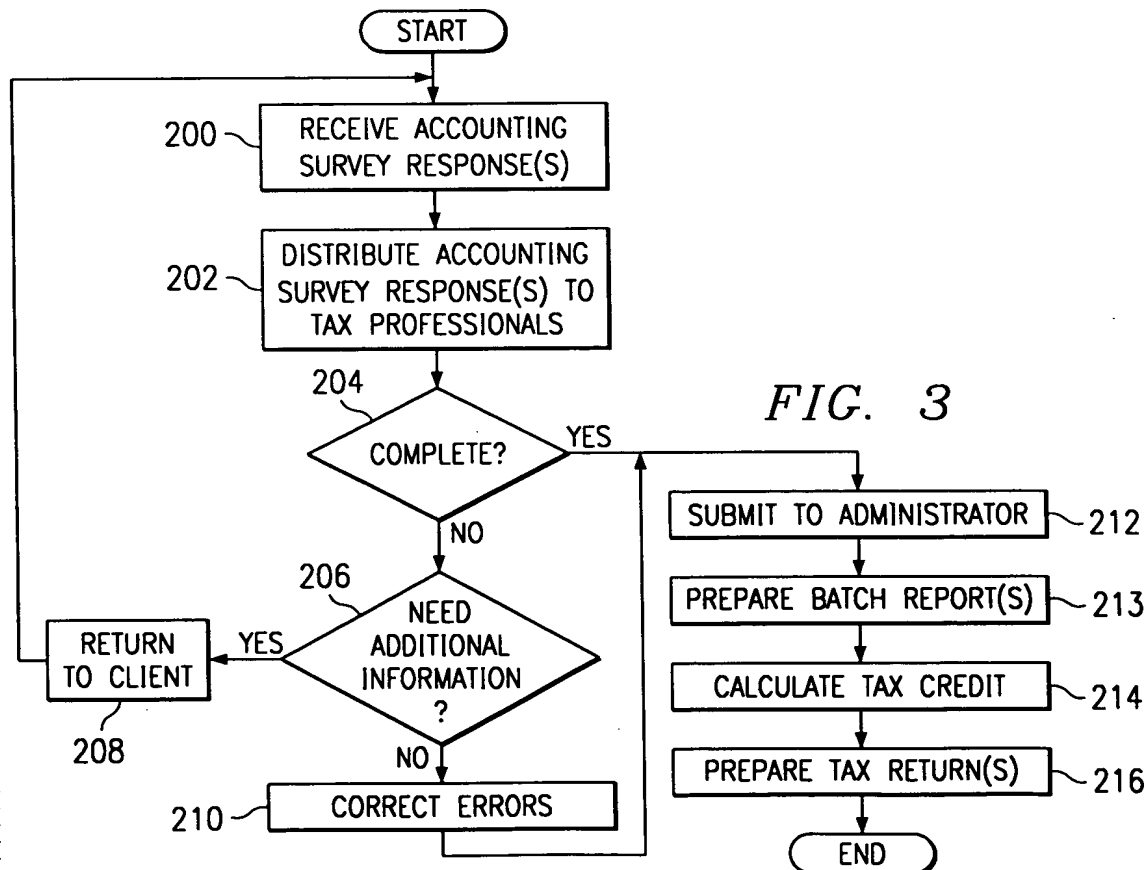 START
200
RECEIVE ACCOUNTING
SURVEY RESPONSE(S)
202
DISTRIBUTE ACCOUNTING
SURVEY RESPONSE(S) TO
TAX PROFESSIONALS
204
COMPLETE?
YES
NO
FIG. 3
206
NEED
ADDITIONAL
INFORMATION
?
YES
RETURN
TO CLIENT
208
NO
210
CORRECT ERRORS
SUBMIT TO ADMINISTRATOR
212
PREPARE BATCH REPORT(S)
213
CALCULATE TAX CREDIT
214
PREPARE TAX RETURN(S)
216
END